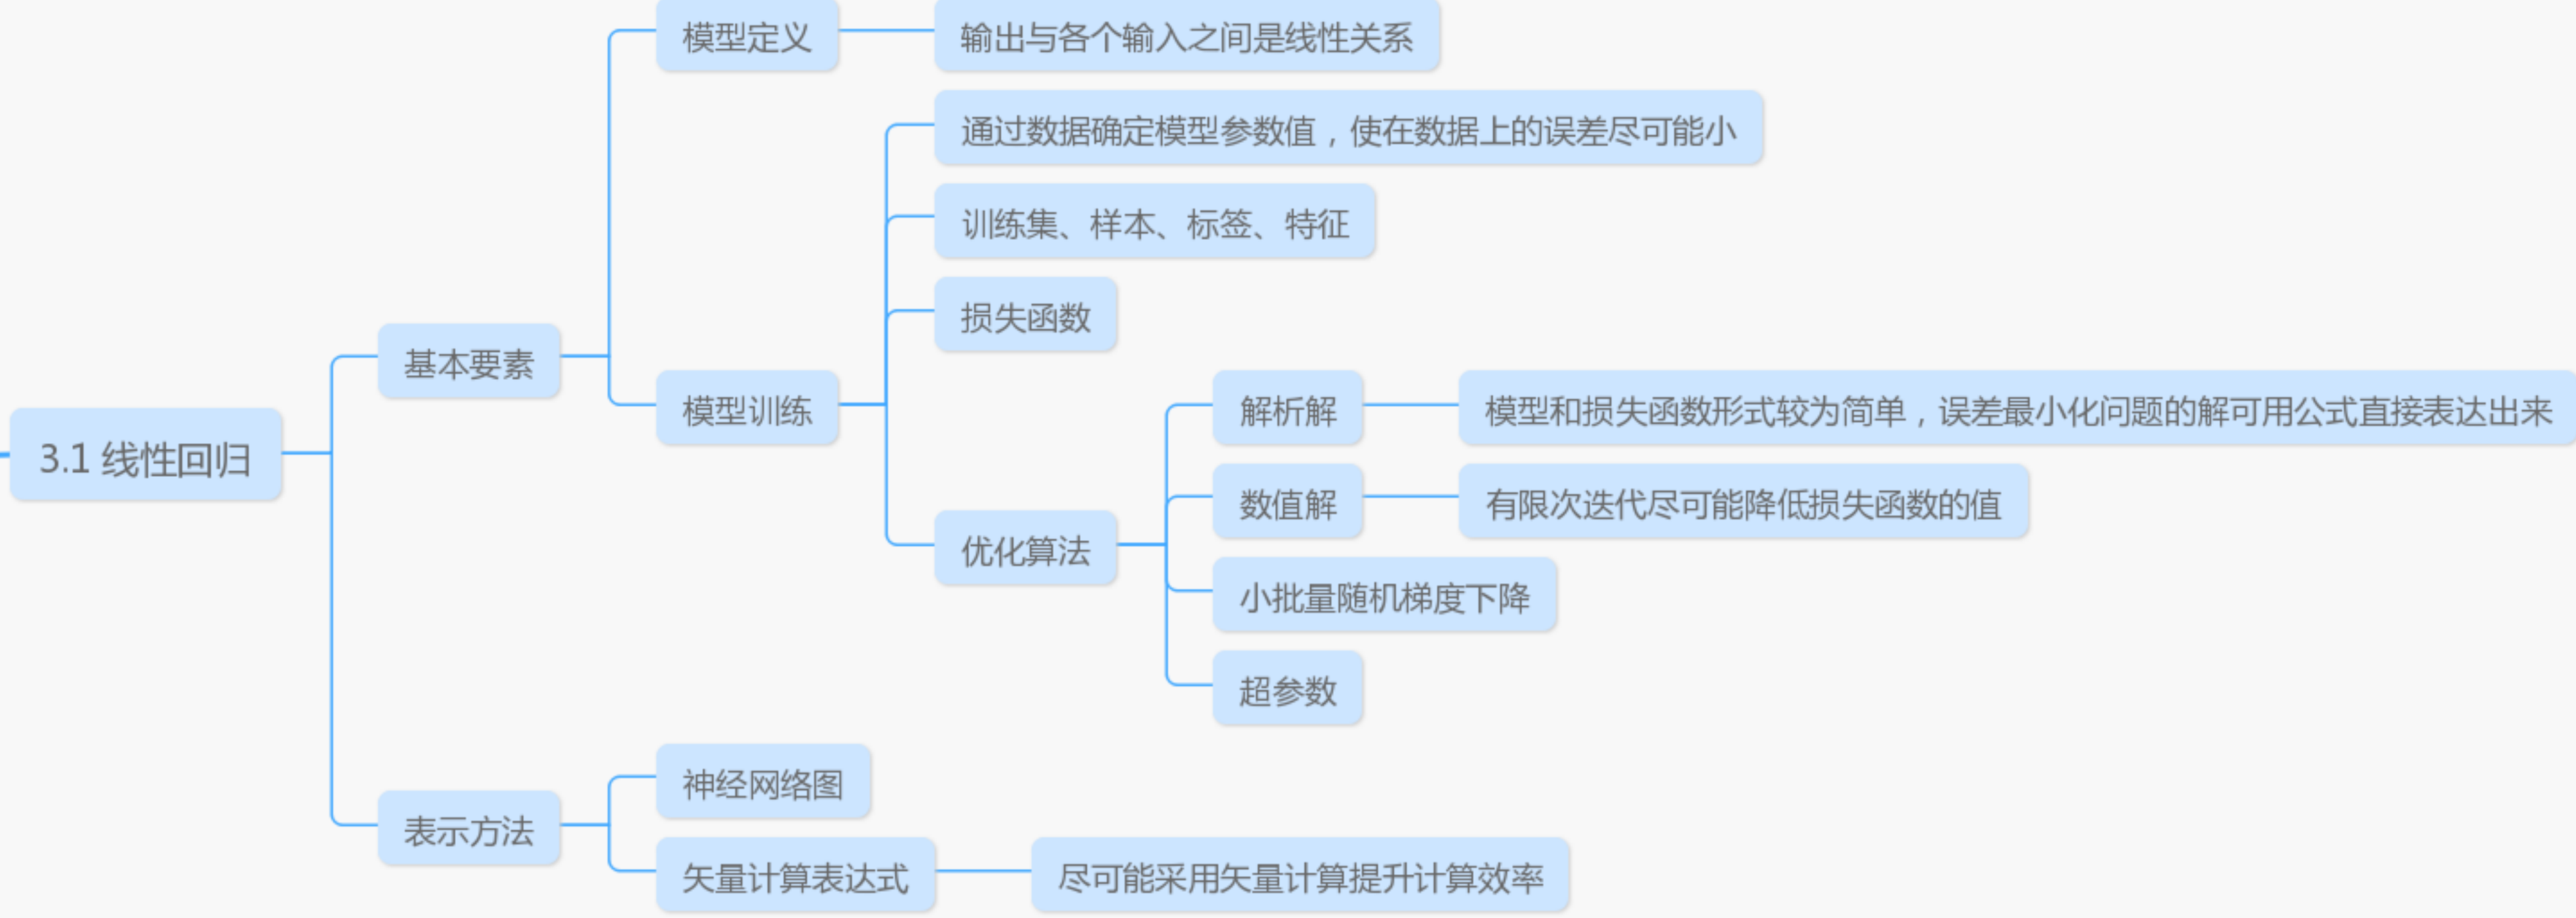 模型定义
输出与各个输入之间是线性关系
通过数据确定模型参数值，使在数据上的误差尽可能小
训练集、样本、标签、特征
损失函数
基本要素
模型训练
解析解
模型和损失函数形式较为简单，误差最小化问题的解可用公式直接表达出来
3.1 线性回归
数值解
有限次迭代尽可能降低损失函数的值
优化算法
小批量随机梯度下降
超参数
神经网络图
表示方法
矢量计算表达式
尽可能采用矢量计算提升计算效率